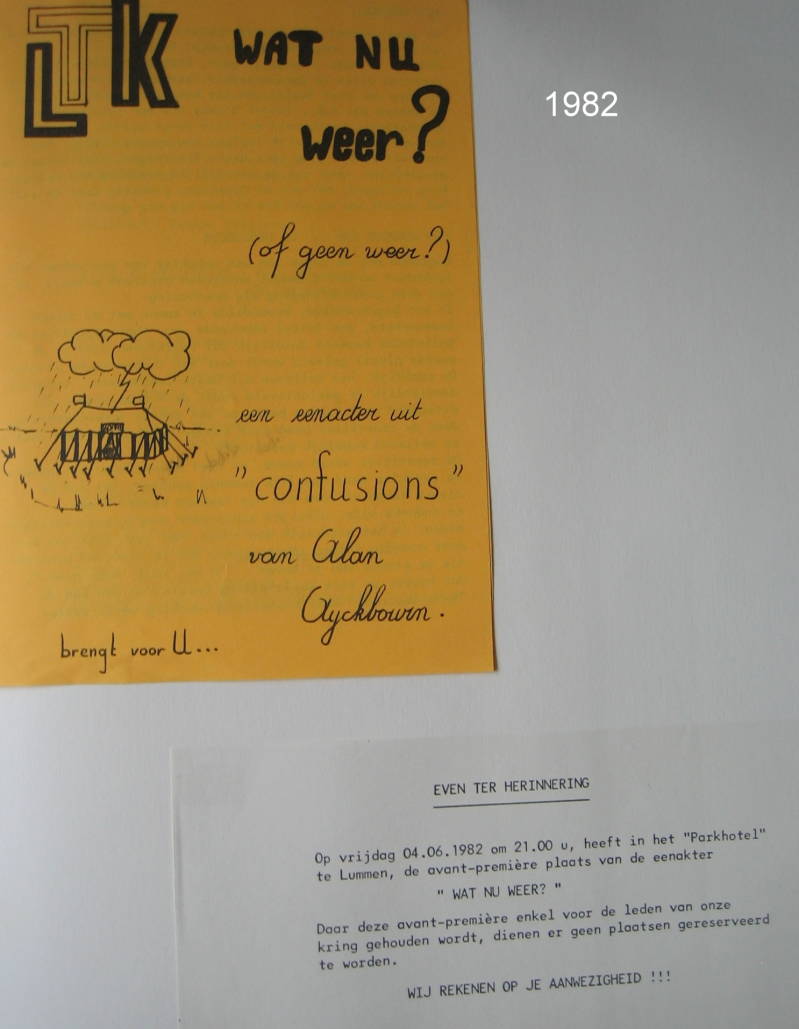 LTK
WAT NU
weer?
1982
(of geen weer?)
een eenacter uit
"confusions"
van Alan
Ayckbourn.
brengt voor U...
EVEN TER HERINNERING
Op vrijdag 04.06.1982 om 21.00 u, heeft in het "Parkhotel"
te Lummen, de avant-première plaats van de eenakter
" WAT NU WEER? "
Daar deze avant-première enkel voor de leden van onze
kring gehouden wordt, dienen er geen plaatsen gereserveerd
te worden.
WIJ REKENEN OP JE AANWEZIGHEID !!!